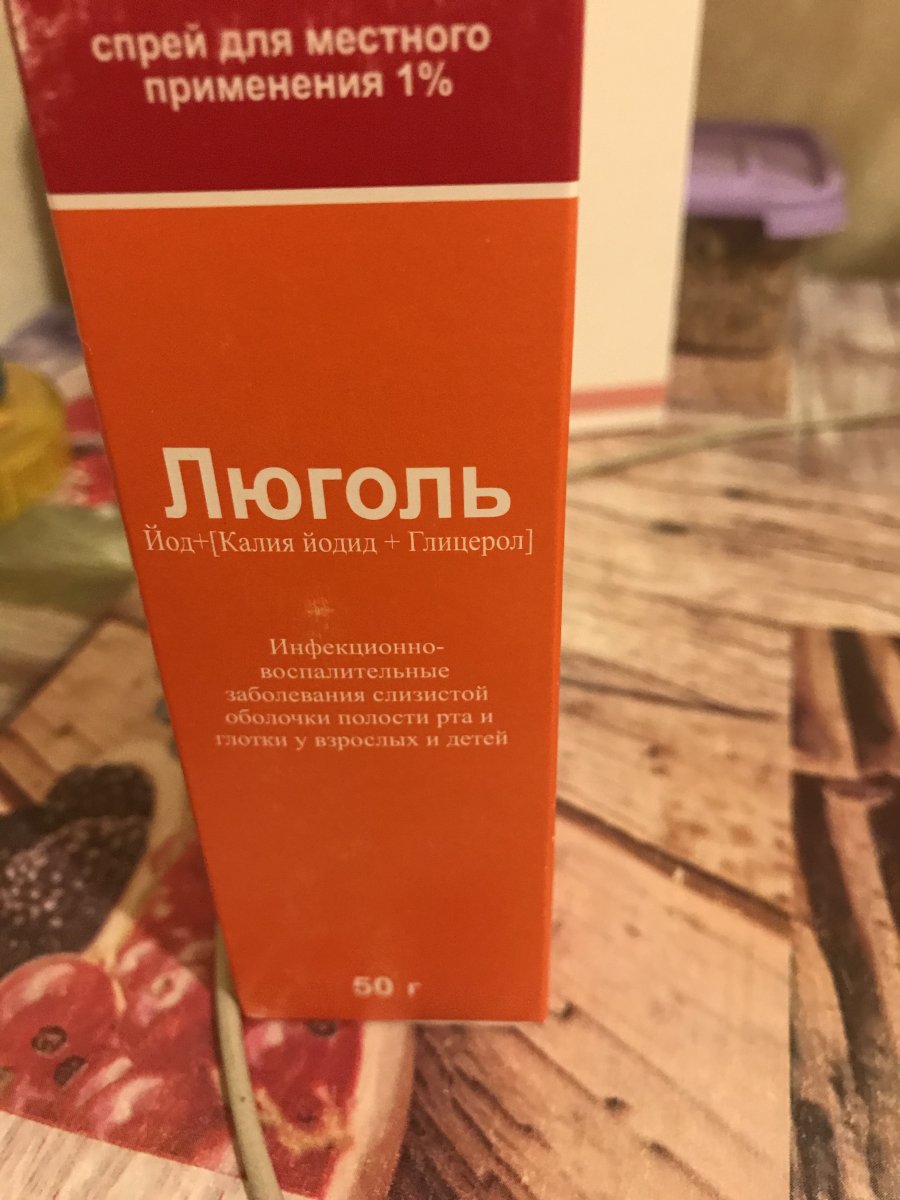 спрей для местного
применения 1%
Люголь
Йод+[Калия йодид + Глицерол]
Инфекционно-
воспалительные
заболевания слизистой
оболочки полости рта и
глотки у взрослых и детей
50 г